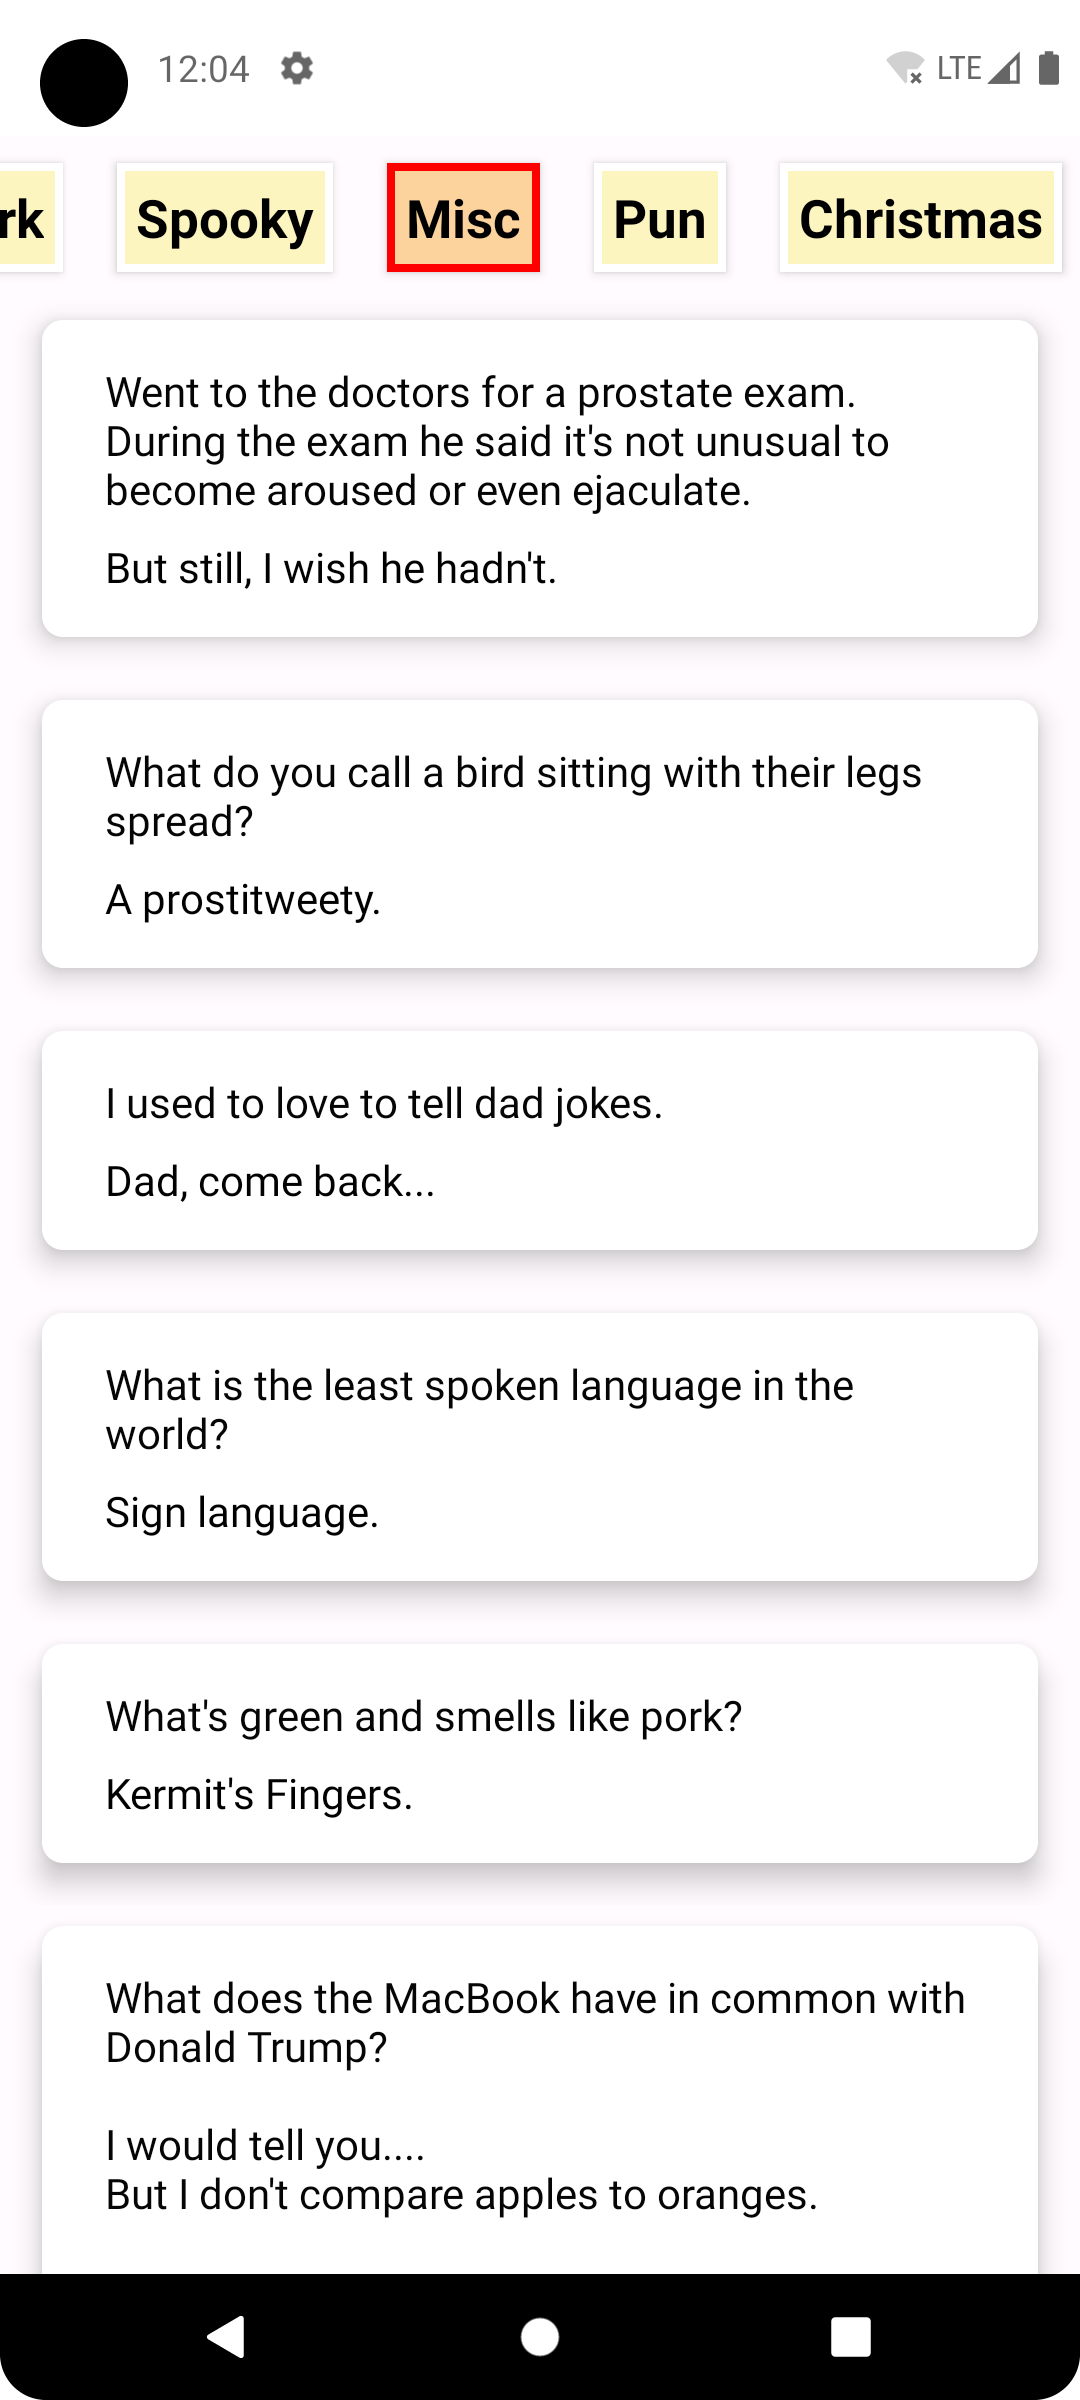 12:04
LTE
rk
Spooky
Misc
Pun
Christmas
Went to the doctors for a prostate exam.
During the exam he said it's not unusual to
become aroused or even ejaculate.
But still, I wish he hadn't.
What do you call a bird sitting with their legs
spread?
A prostitweety.
I used to love to tell dad jokes.
Dad, come back...
What is the least spoken language in the
world?
Sign language.
What's green and smells like pork?
Kermit's Fingers.
What does the MacBook have in common with
Donald Trump?
I would tell you....
But I don't compare apples to oranges.